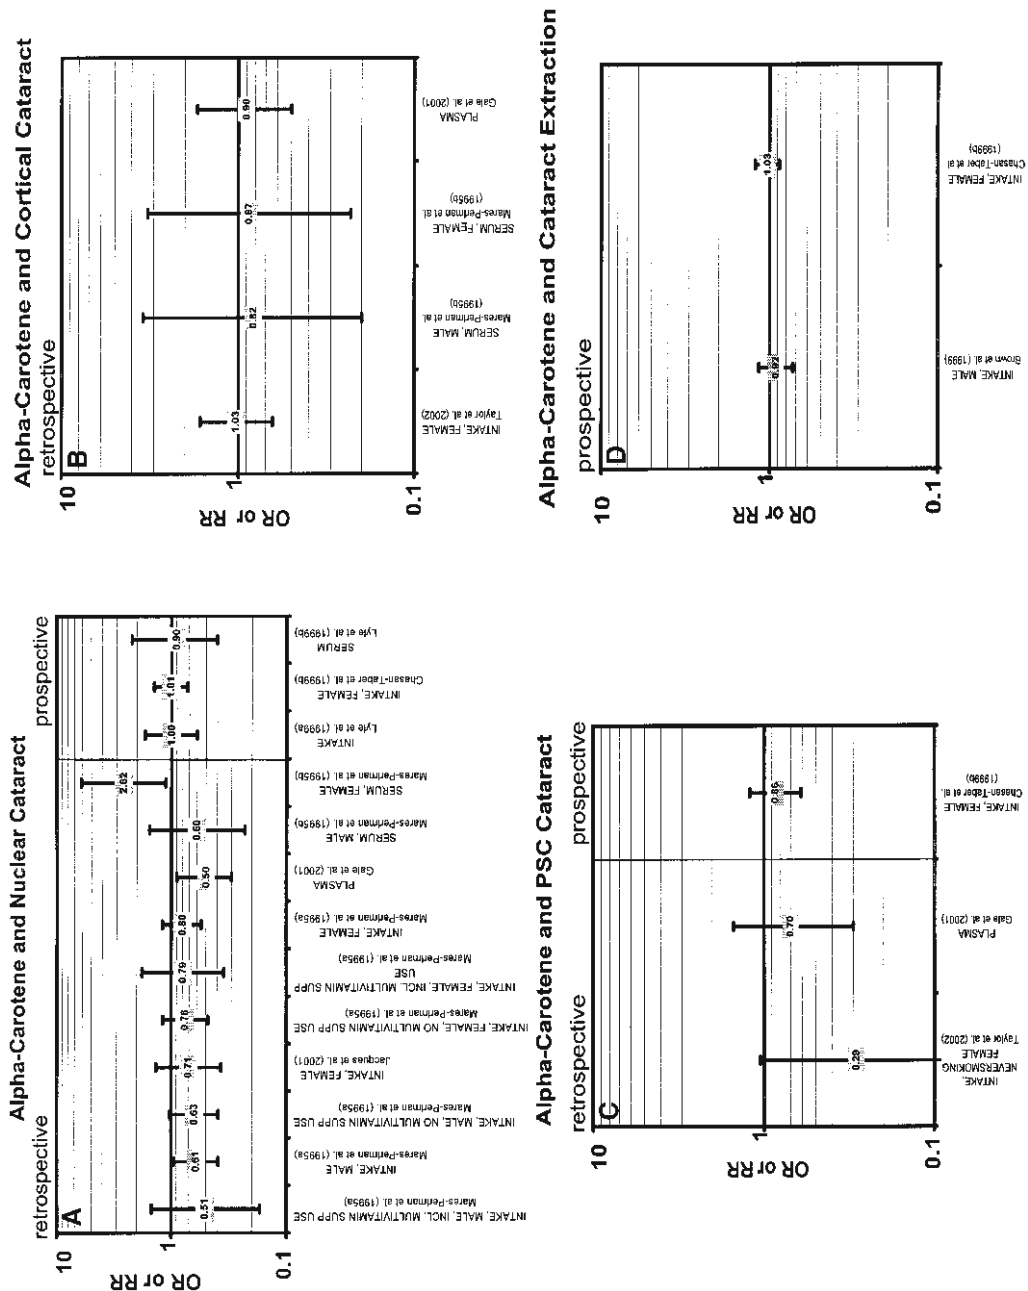 Alpha-Carotene and Nuclear Cataract
retrospective
prospective
A
10
1
0.1
OR or RR
0.51
0.61
0.63
0.71
0.76
0.79
0.80
0.50
0.60
2.62
1.00
1.01
0.90
INTAKE, MALE, INCL. MULTIVITAMIN SUPP USE
Mares-Perlman et al. (1995a)
INTAKE, MALE
Mares-Perlman et al. (1995a)
INTAKE, MALE, NO MULTIVITAMIN SUPP USE
Mares-Perlman et al. (1995a)
INTAKE, FEMALE
Jacques et al. (2001)
INTAKE, FEMALE, NO MULTIVITAMIN SUPP USE
Mares-Perlman et al. (1995a)
INTAKE, FEMALE, INCL. MULTIVITAMIN SUPP
USE
Mares-Perlman et al. (1995a)
INTAKE, FEMALE
Mares-Perlman et al. (1995a)
PLASMA
Gale et al. (2001)
SERUM, MALE
Mares-Perlman et al. (1995b)
SERUM, FEMALE
Mares-Perlman et al. (1995b)
INTAKE
Lyle et al. (1999a)
INTAKE, FEMALE
Chasan-Taber et al. (1999b)
SERUM
Lyle et al. (1999b)
Alpha-Carotene and Cortical Cataract
retrospective
B
10
1
0.1
OR or RR
1.03
0.82
0.87
0.90
INTAKE, FEMALE
Taylor et al. (2002)
SERUM, MALE
Mares-Perlman et al.
(1995b)
SERUM, FEMALE
Mares-Perlman et al.
(1995b)
PLASMA
Gale et al. (2001)
Alpha-Carotene and PSC Cataract
retrospective
prospective
C
10
1
0.1
OR or RR
0.29
0.70
0.86
INTAKE,
NEVERSMOKING
FEMALE
Taylor et al. (2002)
PLASMA
Gale et al. (2001)
INTAKE, FEMALE
Chasan-Taber et al.
(1999b)
Alpha-Carotene and Cataract Extraction
prospective
D
10
1
0.1
OR or RR
0.92
1.03
INTAKE, MALE
Brown et al. (1999)
INTAKE, FEMALE
Chasan-Taber et al
(1999b)